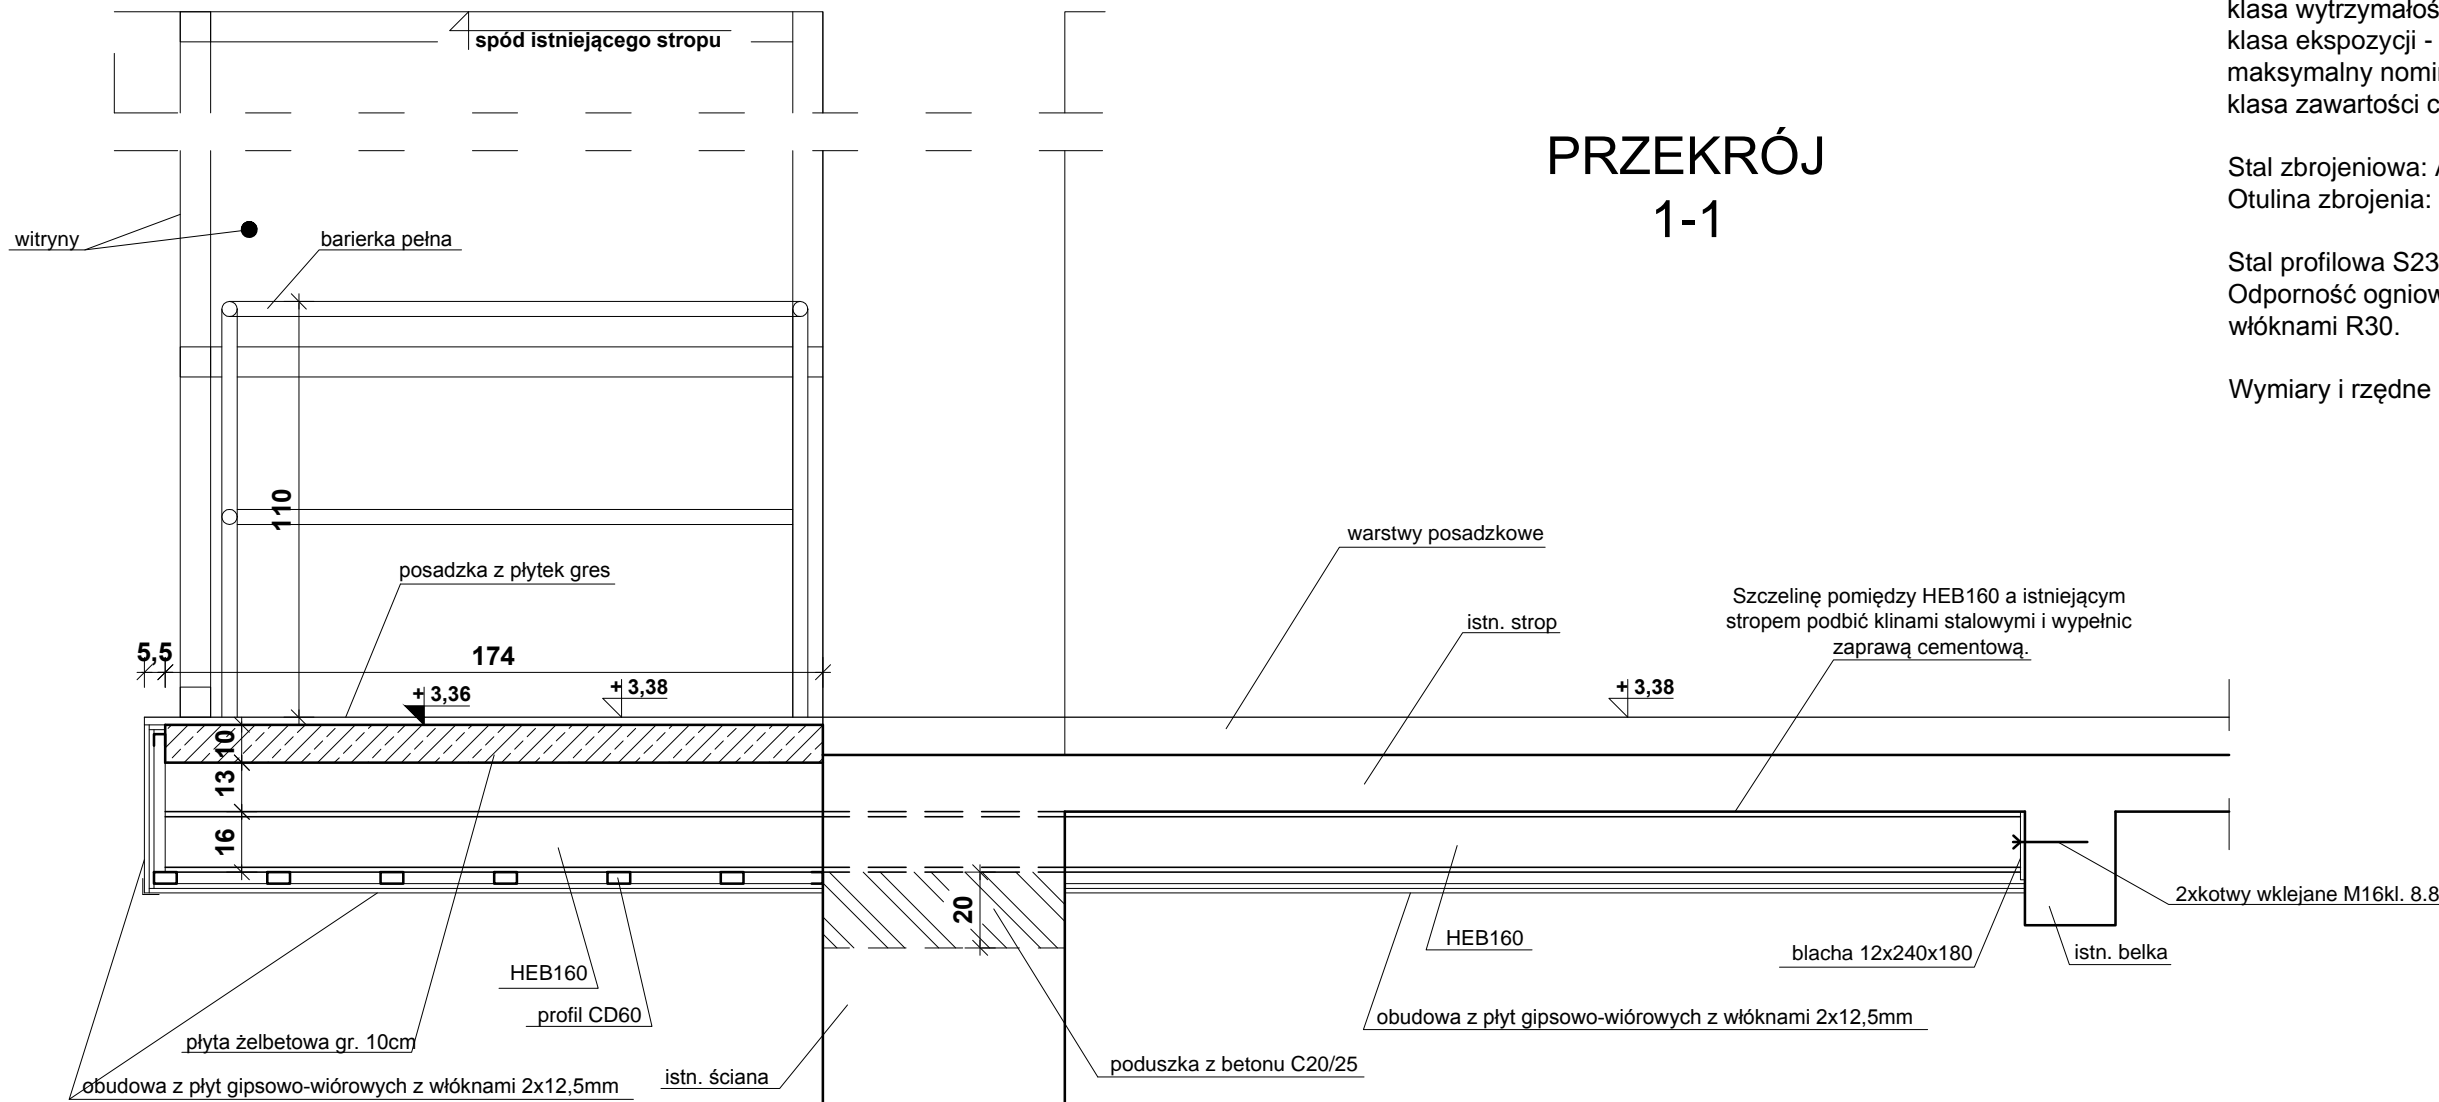 spód istniejącego stropu
klasa
klasa ekspozycji -
maksymalny
klasa zawartości
PRZEKRÓJ
1-1
Stal zbrojeniowa:
Otulina zbrojenia:
witryny
barierka pełna
Stal profilowa
Odporność
włóknami R30.
Wymiary i rzędne
110
warstwy posadzkowe
posadzka z płytek gres
Szczelinę pomiędzy HEB160 a istniejącym
stropem podbić klinami stalowymi i wypełnic
zaprawą cementową.
istn. strop
5,5
174
+ 3,36
+ 3,38
+ 3,38
10
13
16
20
2xkotwy wklejane M16kl. 8.8
HEB160
blacha 12x240x180
istn. belka
HEB160
profil CD60
obudowa z płyt gipsowo-wiórowych z włóknami 2x12,5mm
płyta żelbetowa gr. 10cm
poduszka z betonu C20/25
istn. ściana
obudowa z płyt gipsowo-wiórowych z włóknami 2x12,5mm